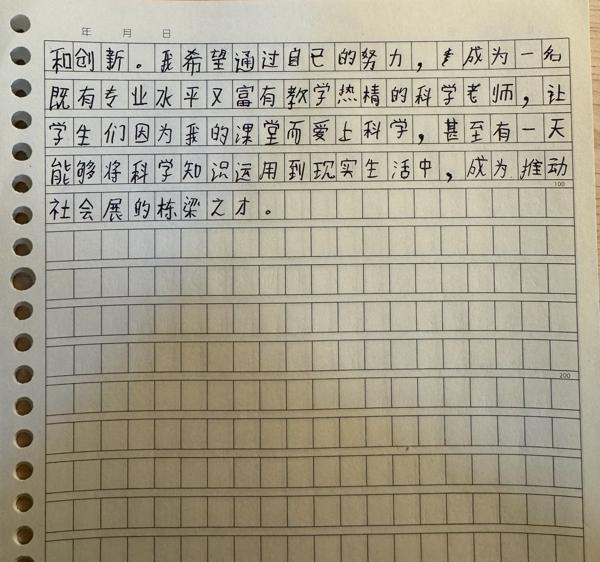 年 月 日
和创新。我希望通过自己的努力，成为一名
既有专业水平又富有教学热情的科学老师，让
学生们因为我的课堂而爱上科学，甚至有一天
能够将科学知识运用到现实生活中，成为推动
100
社会展的栋梁之才。
200